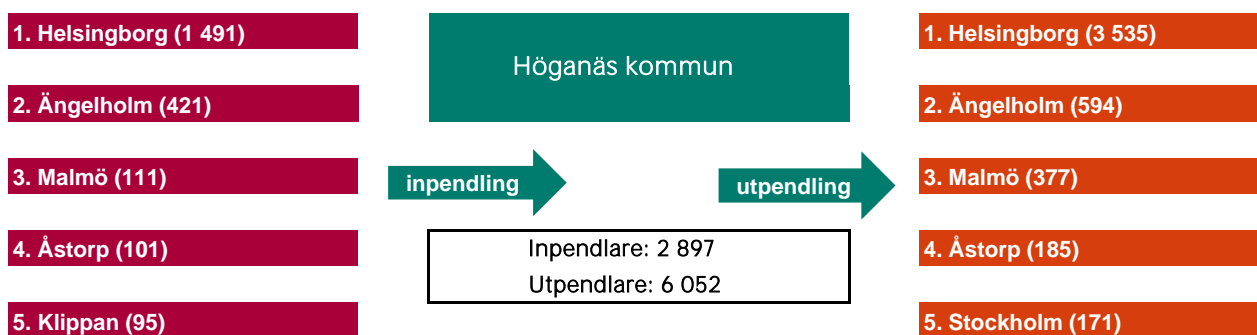 1. Helsingborg (1 491)
2. Ängelholm (421)
3. Malmö (111)
4. Åstorp (101)
5. Klippan (95)
Höganäs kommun
inpendling
utpendling
Inpendlare: 2 897
Utpendlare: 6 052
1. Helsingborg (3 535)
2. Ängelholm (594)
3. Malmö (377)
4. Åstorp (185)
5. Stockholm (171)